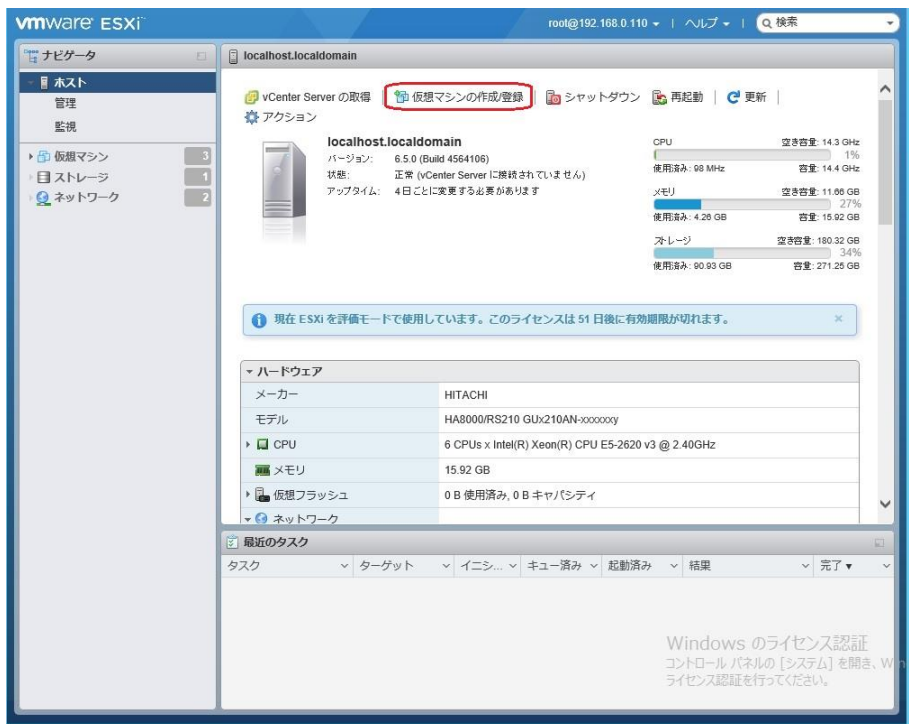 vmware ESXi
root@192.168.0.110
ヘルプ
検索
ナビゲータ
ホスト
管理
監視
仮想マシン 3
ストレージ 1
ネットワーク 2
localhost.localdomain
vCenter Server の取得
仮想マシンの作成/登録
シャットダウン
再起動
更新
アクション
localhost.localdomain
バージョン: 6.5.0 (Build 4564106)
状態: 正常 (vCenter Server に接続されていません)
アップタイム: 4日ごとに変更する必要があります
CPU 空き容量: 14.3 GHz
1%
使用済み: 98 MHz 容量: 14.4 GHz
メモリ 空き容量: 11.66 GB
27%
使用済み: 4.26 GB 容量: 15.92 GB
ストレージ 空き容量: 180.32 GB
34%
使用済み: 90.93 GB 容量: 271.25 GB
現在 ESXi を評価モードで使用しています。このライセンスは 51 日後に有効期限が切れます。
ハードウェア
メーカー HITACHI
モデル HA8000/RS210 GUx210AN-xxxxxxy
CPU 6 CPUs x Intel(R) Xeon(R) CPU E5-2620 v3 @ 2.40GHz
メモリ 15.92 GB
仮想フラッシュ 0 B 使用済み, 0 B キャパシティ
ネットワーク
最近のタスク
タスク ターゲット イニシ... キュー済み 起動済み 結果 完了▼
Windows のライセンス認証
コントロール パネルの [システム] を開き、Win
ライセンス認証を行ってください。